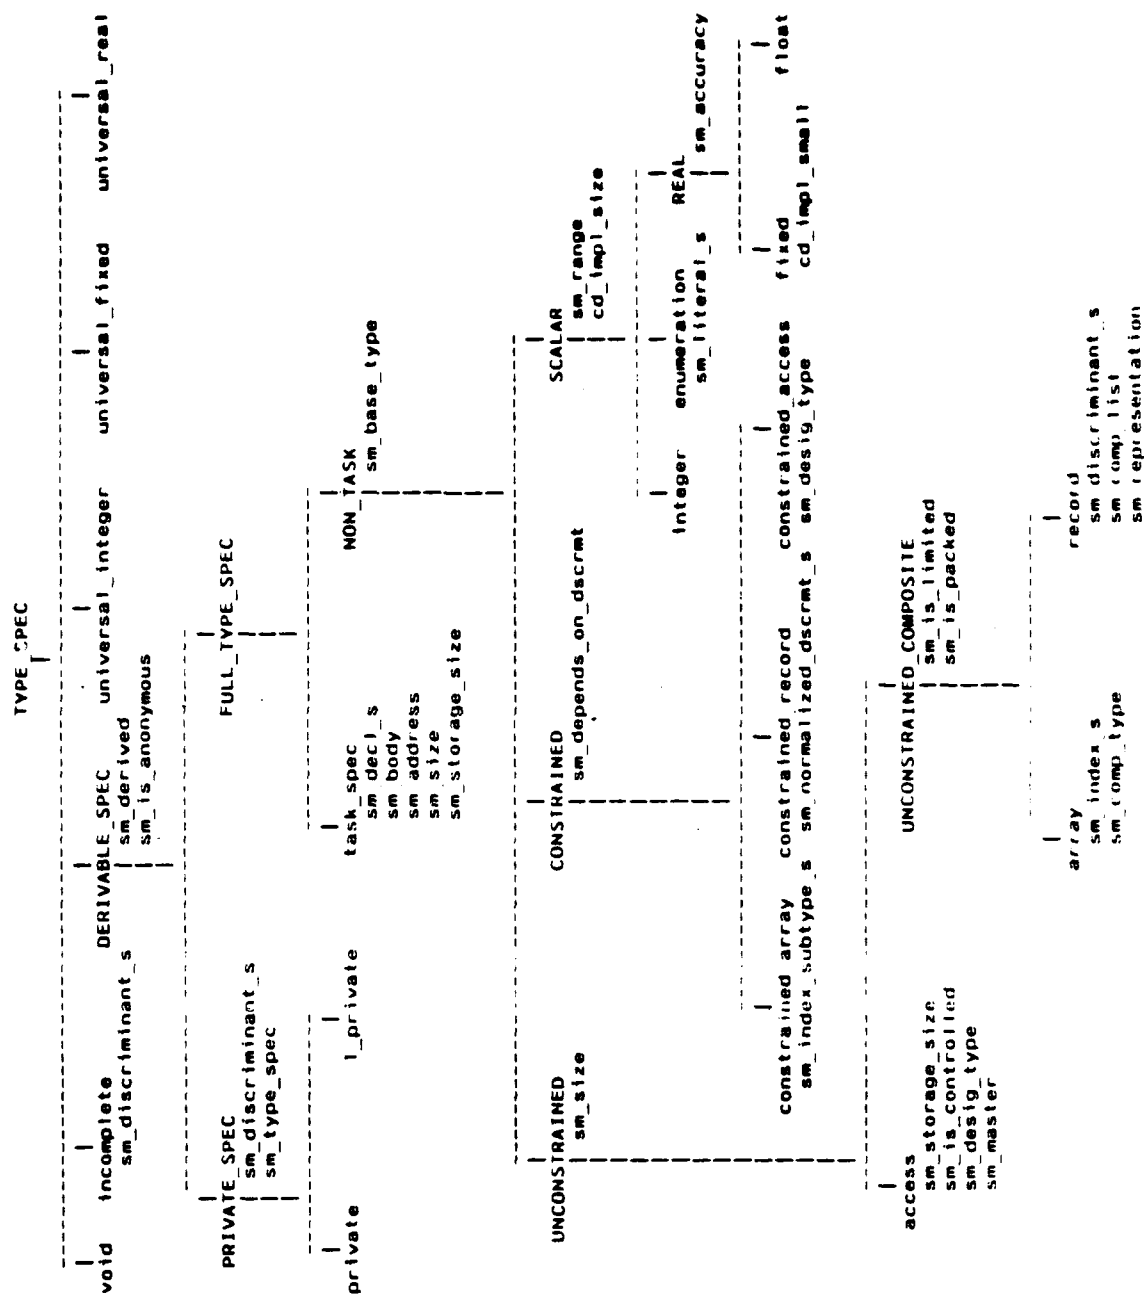 TYPE_SPEC
void incomplete DERIVABLE_SPEC universal_integer universal_fixed universal_real
sm_discriminant_s sm_derived
sm_is_anonymous
PRIVATE_SPEC FULL_TYPE_SPEC
sm_discriminant_s
sm_type_spec
private l_private task_spec NON_TASK
sm_decl_s sm_base_type
sm_body
sm_address
sm_size
sm_storage_size
UNCONSTRAINED CONSTRAINED SCALAR
sm_size sm_depends_on_dscrmt sm_range
cd_impl_size
integer enumeration REAL
sm_literal_s sm_accuracy
constrained_array constrained_record constrained_access fixed float
sm_index_subtype_s sm_normalized_dscrmt_s sm_desig_type cd_impl_small
access UNCONSTRAINED_COMPOSITE
sm_storage_size sm_is_limited
sm_is_controlled sm_is_packed
sm_desig_type
sm_master
array record
sm_index_s sm_discriminant_s
sm_comp_type sm_comp_list
sm_representation